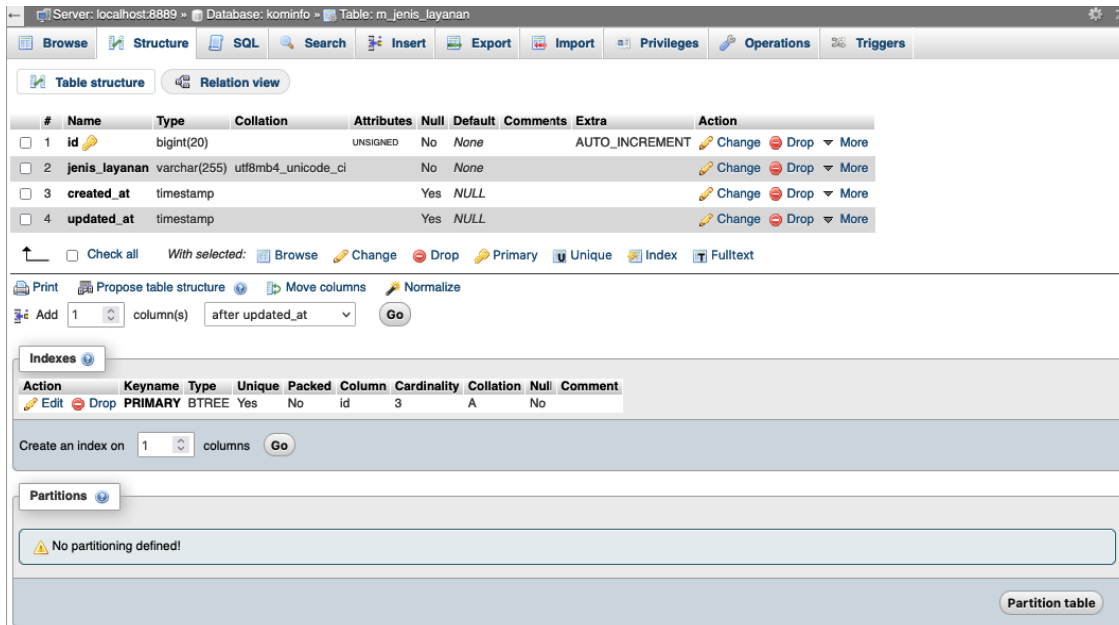 ← Server: localhost:8889 » Database: kominfo » Table: m_jenis_layanan
Browse Structure SQL Search Insert Export Import Privileges Operations Triggers
Table structure Relation view
# Name Type Collation Attributes Null Default Comments Extra Action
1 id bigint(20) UNSIGNED No None AUTO_INCREMENT Change Drop More
2 jenis_layanan varchar(255) utf8mb4_unicode_ci No None Change Drop More
3 created_at timestamp Yes NULL Change Drop More
4 updated_at timestamp Yes NULL Change Drop More
Check all With selected: Browse Change Drop Primary Unique Index Fulltext
Print Propose table structure Move columns Normalize
Add 1 column(s) after updated_at Go
Indexes
Action Keyname Type Unique Packed Column Cardinality Collation Null Comment
Edit Drop PRIMARY BTREE Yes No id 3 A No
Create an index on 1 columns Go
Partitions
No partitioning defined!
Partition table